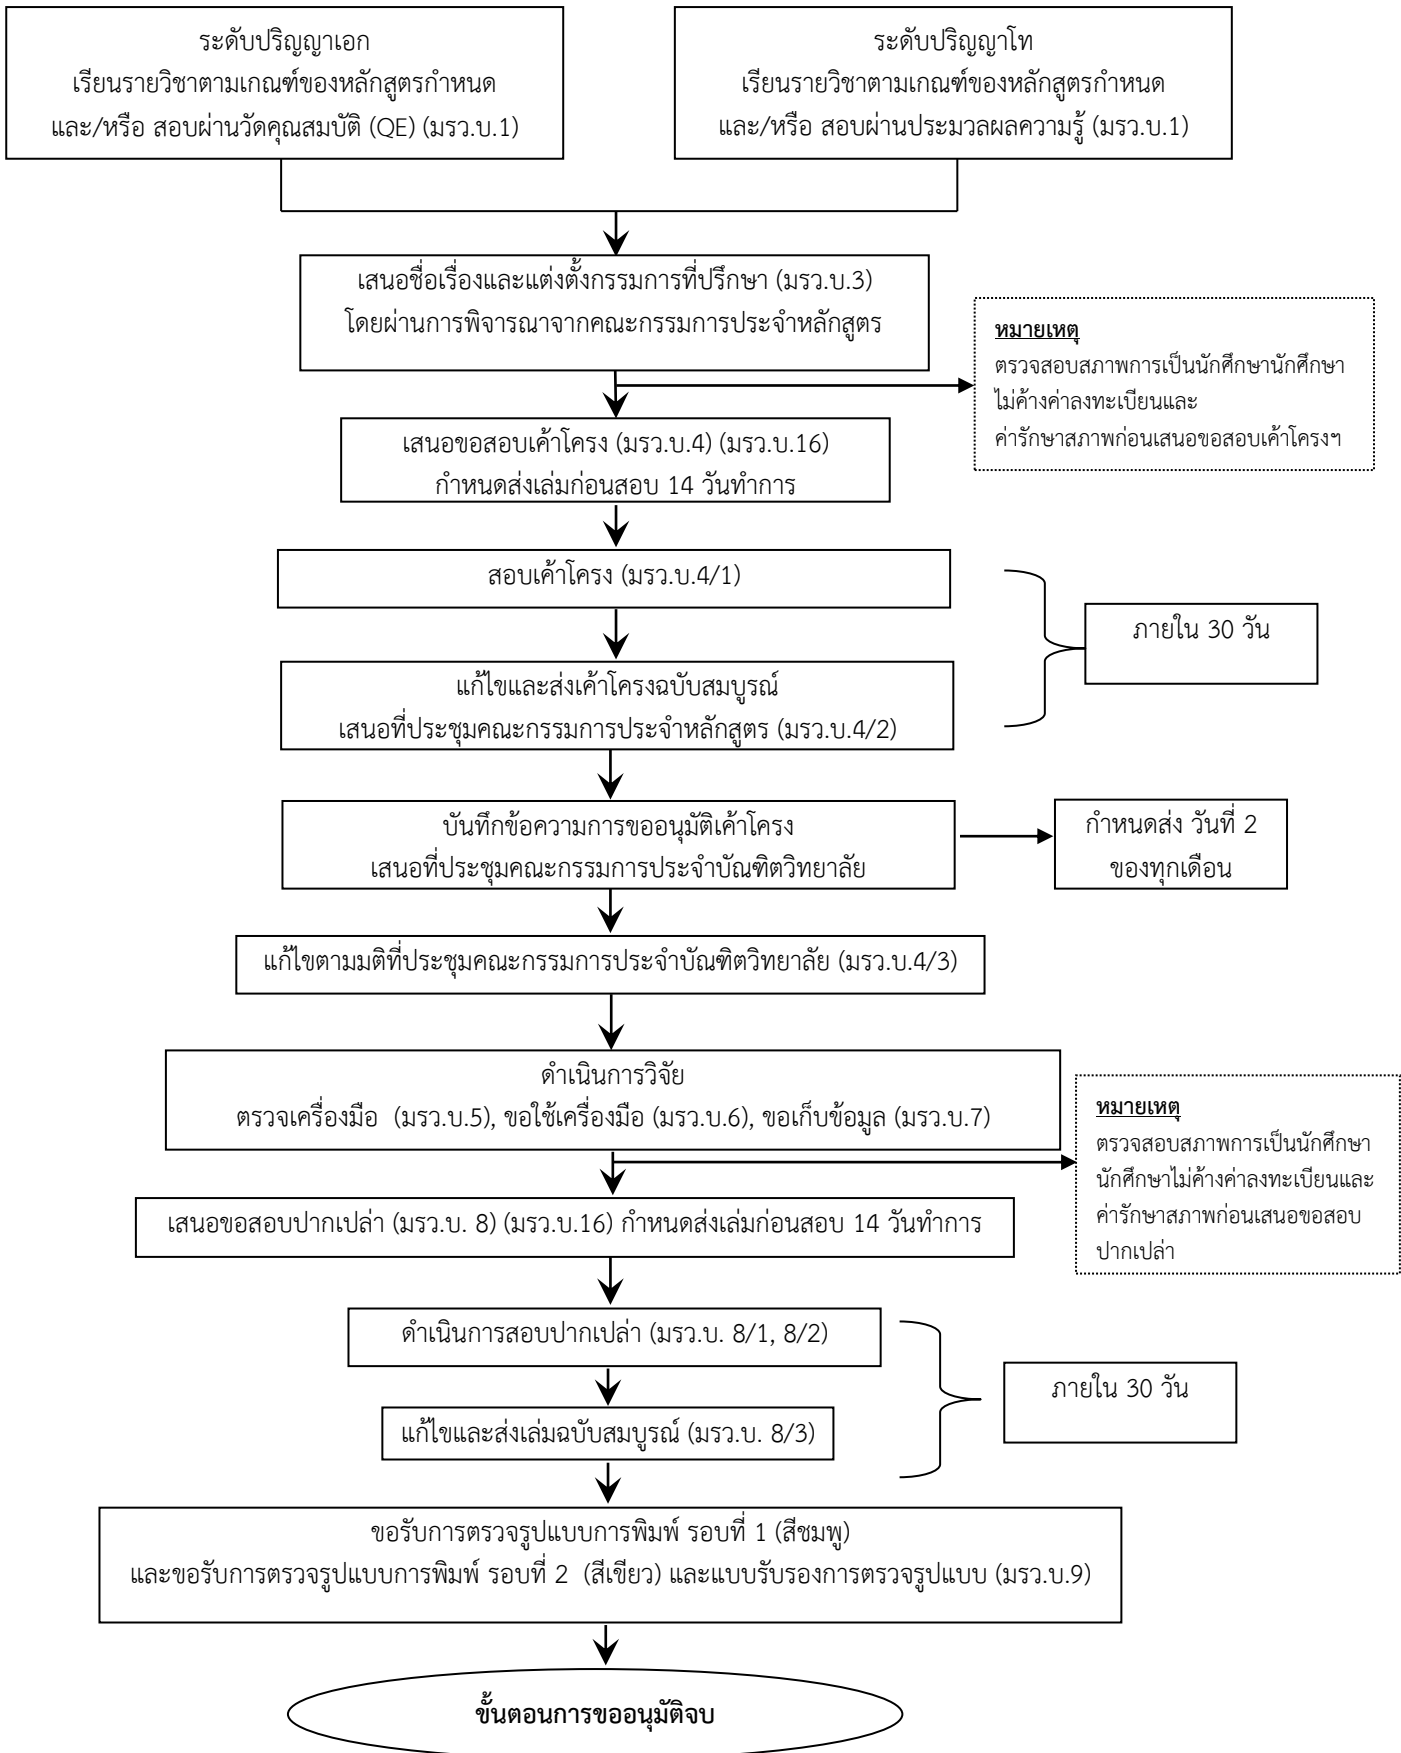 ระดับปริญญาเอก
เรียนรายวิชาตามเกณฑ์ของหลักสูตรกำหนด
และ/หรือ สอบผ่านวัดคุณสมบัติ (QE) (มรว.บ.1)
ระดับปริญญาโท
เรียนรายวิชาตามเกณฑ์ของหลักสูตรกำหนด
และ/หรือ สอบผ่านประมวลผลความรู้ (มรว.บ.1)
เสนอชื่อเรื่องและแต่งตั้งกรรมการที่ปรึกษา (มรว.บ.3)
โดยผ่านการพิจารณาจากคณะกรรมการประจำหลักสูตร
หมายเหตุ
ตรวจสอบสภาพการเป็นนักศึกษานักศึกษา
ไม่ค้างค่าลงทะเบียนและ
ค่ารักษาสภาพก่อนเสนอขอสอบเค้าโครงฯ
เสนอขอสอบเค้าโครง (มรว.บ.4) (มรว.บ.16)
กำหนดส่งเล่มก่อนสอบ 14 วันทำการ
สอบเค้าโครง (มรว.บ.4/1)
ภายใน 30 วัน
แก้ไขและส่งเค้าโครงฉบับสมบูรณ์
เสนอที่ประชุมคณะกรรมการประจำหลักสูตร (มรว.บ.4/2)
บันทึกข้อความการขออนุมัติเค้าโครง
เสนอที่ประชุมคณะกรรมการประจำบัณฑิตวิทยาลัย
กำหนดส่ง วันที่ 2
ของทุกเดือน
แก้ไขตามมติที่ประชุมคณะกรรมการประจำบัณฑิตวิทยาลัย (มรว.บ.4/3)
ดำเนินการวิจัย
ตรวจเครื่องมือ (มรว.บ.5), ขอใช้เครื่องมือ (มรว.บ.6), ขอเก็บข้อมูล (มรว.บ.7)
หมายเหตุ
ตรวจสอบสภาพการเป็นนักศึกษา
นักศึกษาไม่ค้างค่าลงทะเบียนและ
ค่ารักษาสภาพก่อนเสนอขอสอบ
ปากเปล่า
เสนอขอสอบปากเปล่า (มรว.บ. 8) (มรว.บ.16) กำหนดส่งเล่มก่อนสอบ 14 วันทำการ
ดำเนินการสอบปากเปล่า (มรว.บ. 8/1, 8/2)
ภายใน 30 วัน
แก้ไขและส่งเล่มฉบับสมบูรณ์ (มรว.บ. 8/3)
ขอรับการตรวจรูปแบบการพิมพ์ รอบที่ 1 (สีชมพู)
และขอรับการตรวจรูปแบบการพิมพ์ รอบที่ 2 (สีเขียว) และแบบรับรองการตรวจรูปแบบ (มรว.บ.9)
ขั้นตอนการขออนุมัติจบ